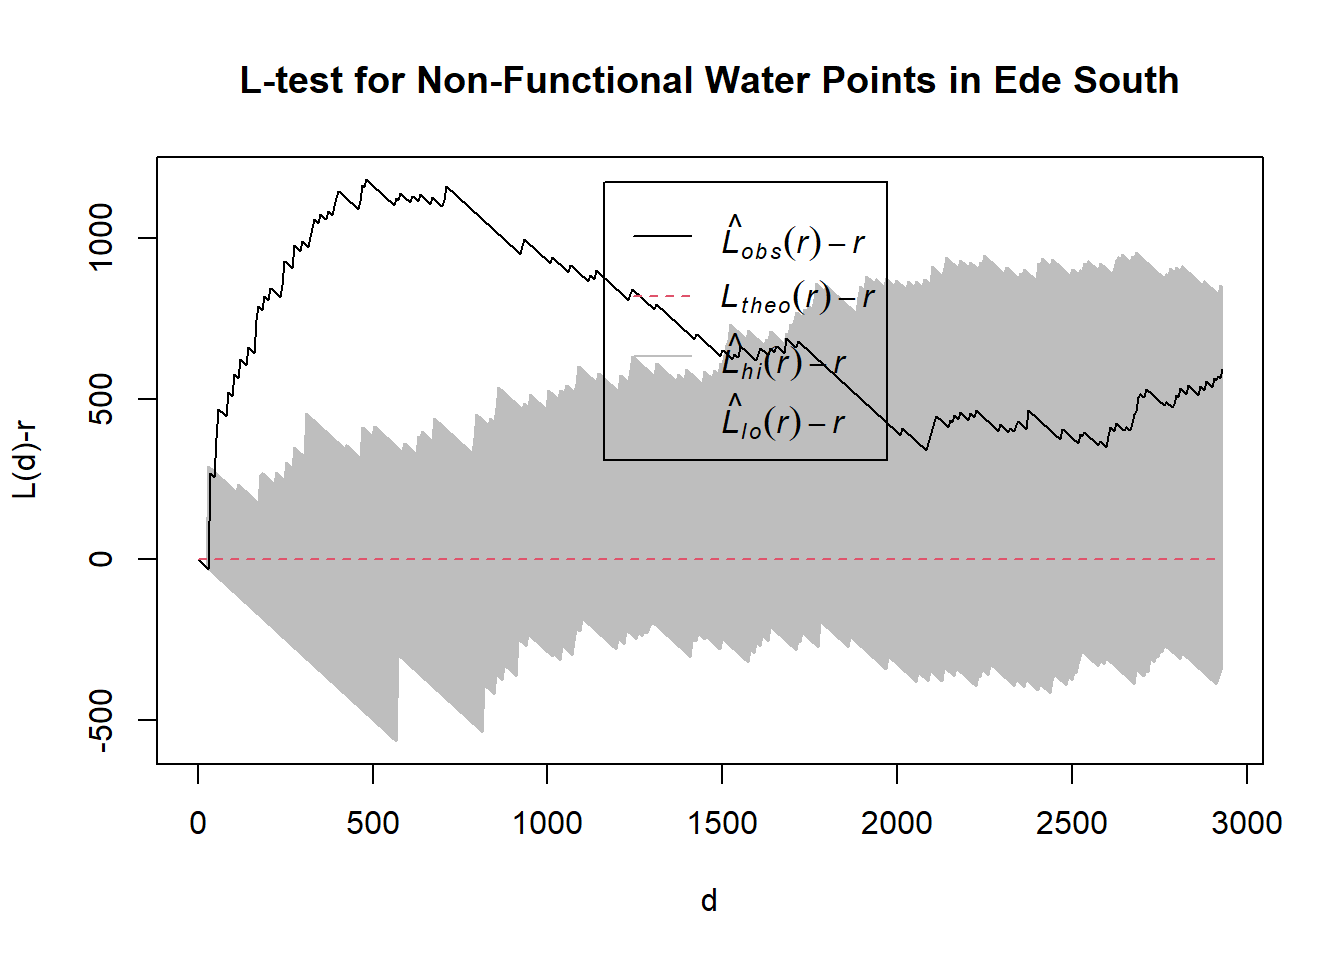 L-test for Non-Functional Water Points in Ede South
L(d)-r
1000
500
0
-500
L̂obs(r) − r
Ltheo(r) − r
L̂hi(r) − r
L̂lo(r) − r
0 500 1000 1500 2000 2500 3000
d